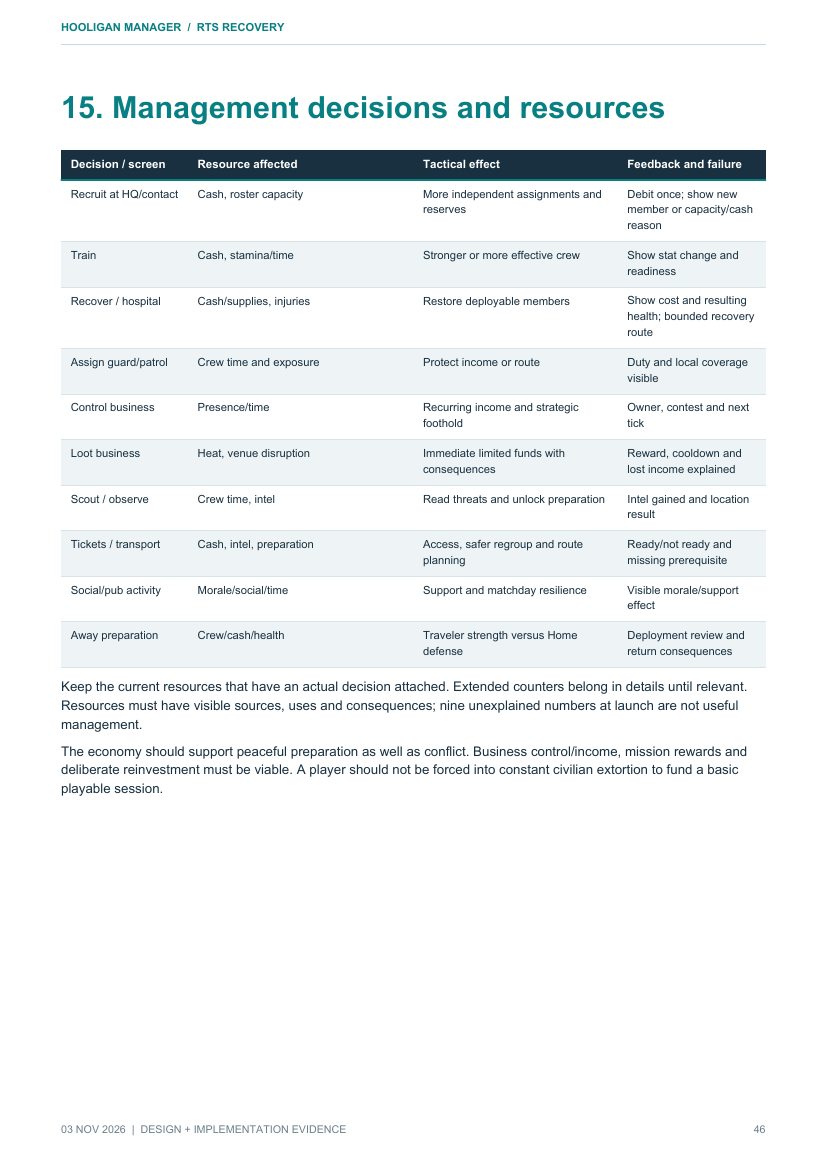 HOOLIGAN MANAGER / RTS RECOVERY
15. Management decisions and resources
Decision / screen Resource affected Tactical effect Feedback and failure
Recruit at HQ/contact Cash, roster capacity More independent assignments and reserves Debit once; show new member or capacity/cash reason
Train Cash, stamina/time Stronger or more effective crew Show stat change and readiness
Recover / hospital Cash/supplies, injuries Restore deployable members Show cost and resulting health; bounded recovery route
Assign guard/patrol Crew time and exposure Protect income or route Duty and local coverage visible
Control business Presence/time Recurring income and strategic foothold Owner, contest and next tick
Loot business Heat, venue disruption Immediate limited funds with consequences Reward, cooldown and lost income explained
Scout / observe Crew time, intel Read threats and unlock preparation Intel gained and location result
Tickets / transport Cash, intel, preparation Access, safer regroup and route planning Ready/not ready and missing prerequisite
Social/pub activity Morale/social/time Support and matchday resilience Visible morale/support effect
Away preparation Crew/cash/health Traveler strength versus Home defense Deployment review and return consequences
Keep the current resources that have an actual decision attached. Extended counters belong in details until relevant.
Resources must have visible sources, uses and consequences; nine unexplained numbers at launch are not useful
management.
The economy should support peaceful preparation as well as conflict. Business control/income, mission rewards and
deliberate reinvestment must be viable. A player should not be forced into constant civilian extortion to fund a basic
playable session.
03 NOV 2026 | DESIGN + IMPLEMENTATION EVIDENCE 46